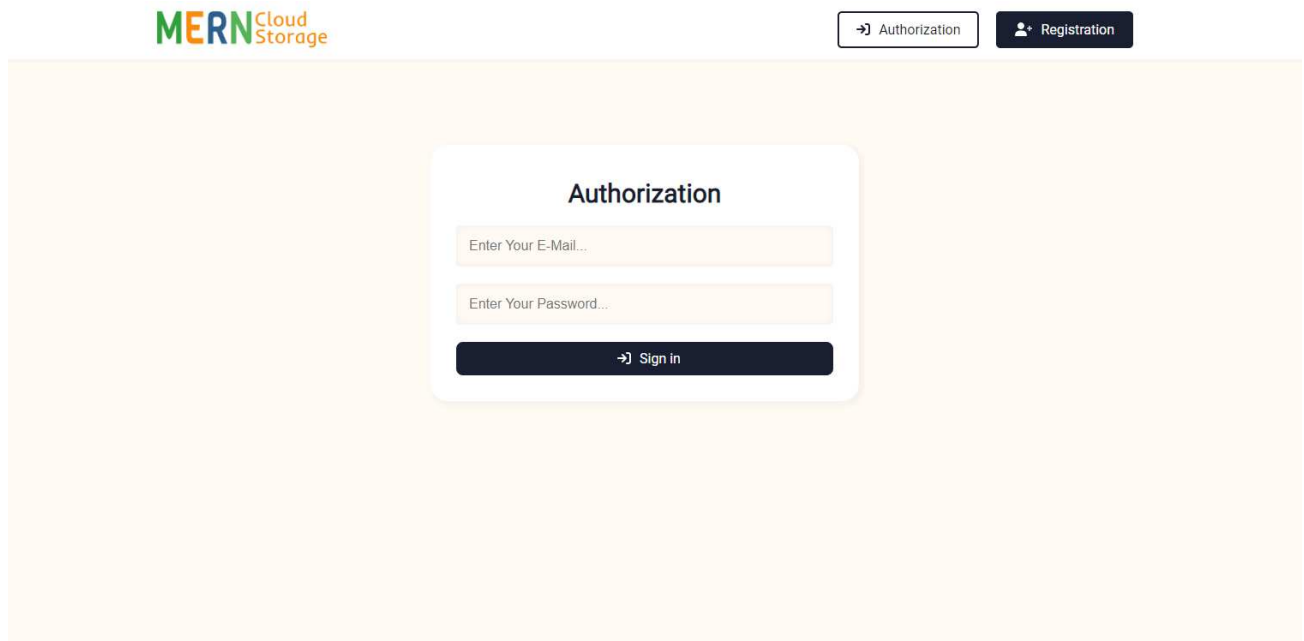 MERN Cloud
Storage
Authorization
Registration
Authorization
Enter Your E-Mail...
Enter Your Password...
Sign in